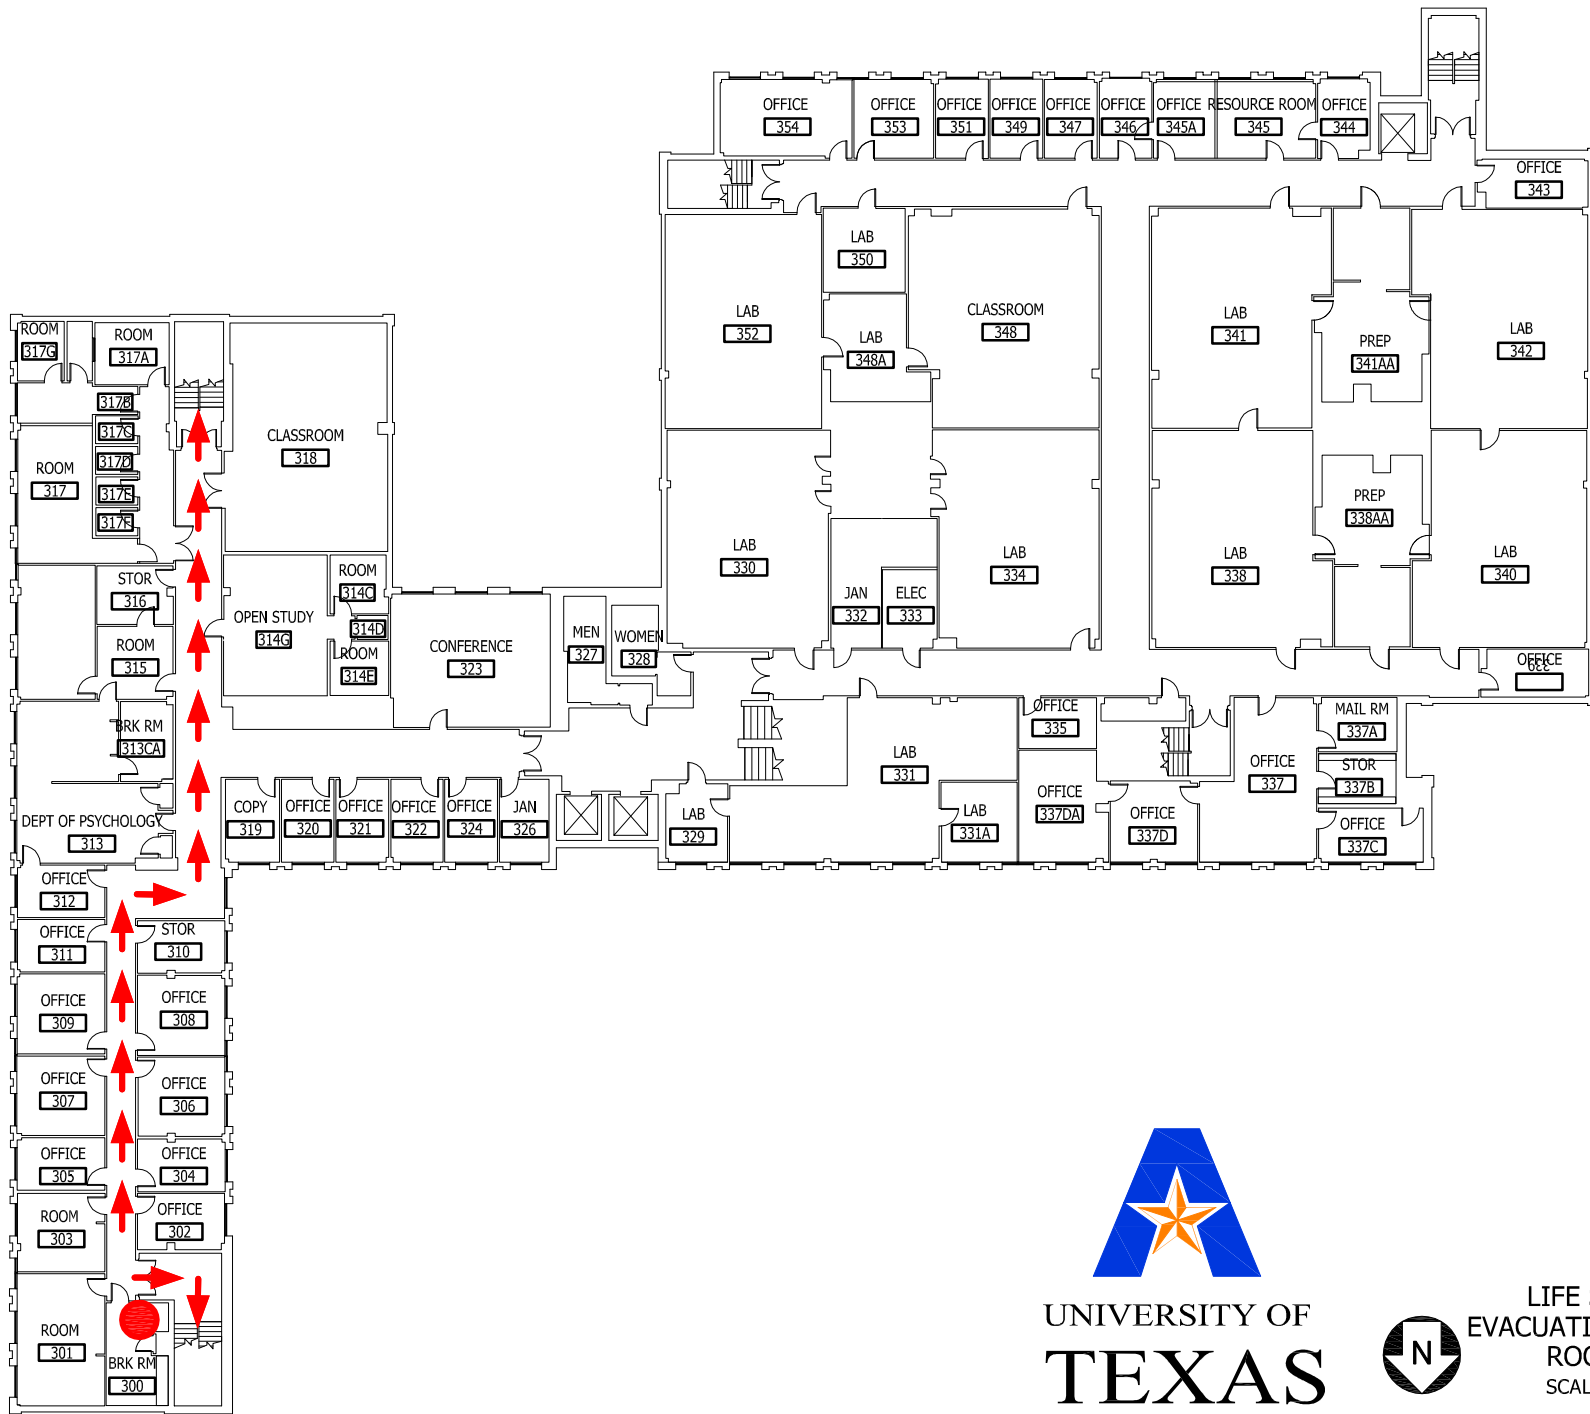 OFFICE
354
OFFICE
353
OFFICE
351
OFFICE
349
OFFICE
347
OFFICE
346
OFFICE
345A
RESOURCE ROOM
345
OFFICE
344
OFFICE
343
LAB
350
LAB
352
LAB
348A
CLASSROOM
348
LAB
341
PREP
341AA
LAB
342
ROOM
317G
ROOM
317A
317B
317C
317D
317E
317F
ROOM
317
CLASSROOM
318
LAB
330
LAB
334
JAN
332
ELEC
333
LAB
338
PREP
338AA
LAB
340
STOR
316
ROOM
315
OPEN STUDY
314G
ROOM
314C
314D
ROOM
314E
CONFERENCE
323
MEN
327
WOMEN
328
OFFICE
339
BRK RM
313CA
DEPT OF PSYCHOLOGY
313
COPY
319
OFFICE
320
OFFICE
321
OFFICE
322
OFFICE
324
JAN
326
LAB
329
LAB
331
LAB
331A
OFFICE
335
OFFICE
337DA
OFFICE
337D
OFFICE
337
MAIL RM
337A
STOR
337B
OFFICE
337C
OFFICE
312
OFFICE
311
STOR
310
OFFICE
309
OFFICE
308
OFFICE
307
OFFICE
306
OFFICE
305
OFFICE
304
ROOM
303
OFFICE
302
ROOM
301
BRK RM
300
UNIVERSITY OF
TEXAS
N
LIFE
EVACUATI
ROO
SCAL